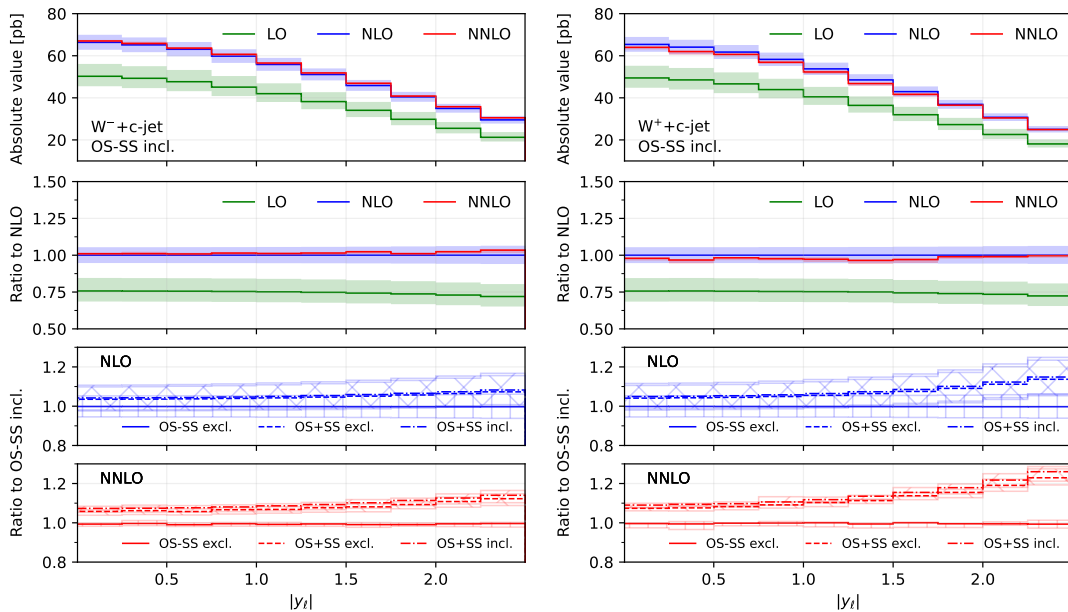 80
60
40
20
Absolute value [pb]
LO
NLO
NNLO
W⁻+c-jet
OS-SS incl.
1.50
1.25
1.00
0.75
0.50
Ratio to NLO
LO
NLO
NNLO
1.2
1.0
0.8
NLO
OS-SS excl.
OS+SS excl.
OS+SS incl.
Ratio to OS-SS incl.
1.2
1.0
0.8
NNLO
OS-SS excl.
OS+SS excl.
OS+SS incl.
0.5
1.0
1.5
2.0
|yℓ|
80
60
40
20
Absolute value [pb]
LO
NLO
NNLO
W⁺+c-jet
OS-SS incl.
1.50
1.25
1.00
0.75
0.50
Ratio to NLO
LO
NLO
NNLO
1.2
1.0
0.8
NLO
OS-SS excl.
OS+SS excl.
OS+SS incl.
Ratio to OS-SS incl.
1.2
1.0
0.8
NNLO
OS-SS excl.
OS+SS excl.
OS+SS incl.
0.5
1.0
1.5
2.0
|yℓ|